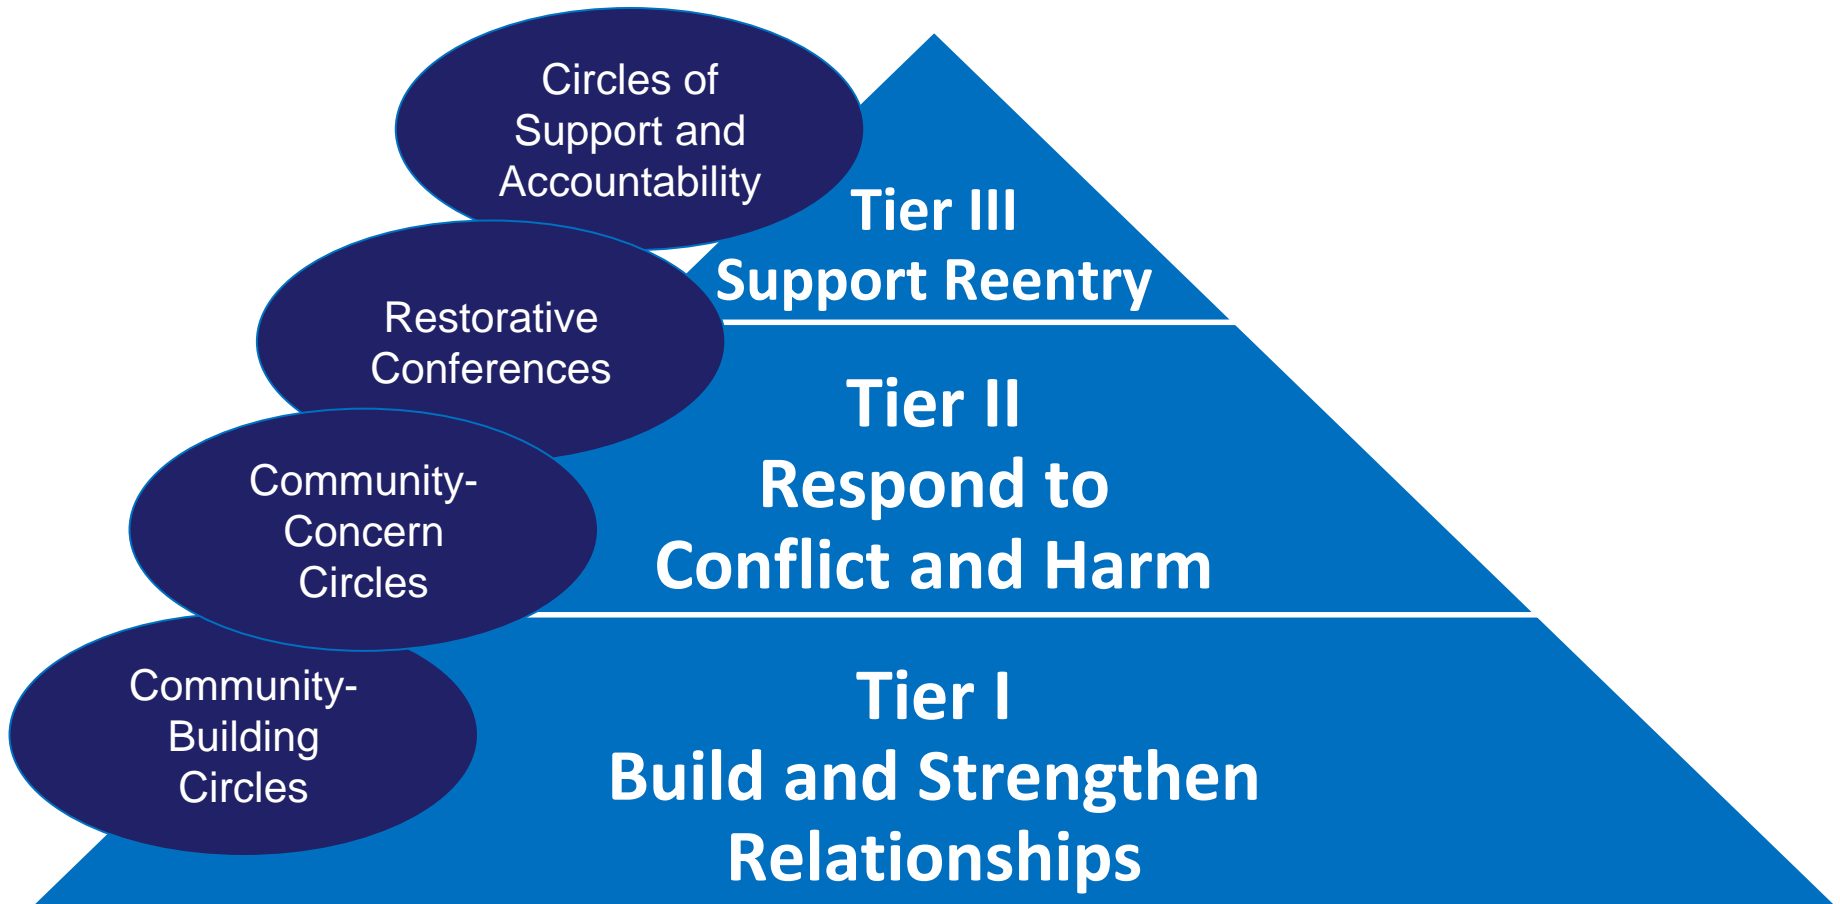 Circles of
Support and
Accountability
Tier III
Support Reentry
Restorative
Conferences
Tier II
Respond to
Conflict and Harm
Community-
Concern
Circles
Tier I
Build and Strengthen
Relationships
Community-
Building
Circles